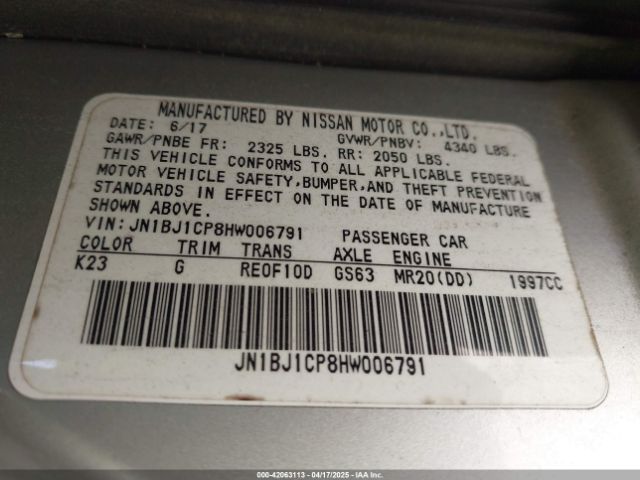 MANUFACTURED BY NISSAN MOTOR CO.,LTD.
DATE: 6/17 GVWR/PNBV: 4340 LBS.
GAWR/PNBE FR: 2325 LBS. RR: 2050 LBS.
THIS VEHICLE CONFORMS TO ALL APPLICABLE FEDERAL
MOTOR VEHICLE SAFETY,BUMPER,AND THEFT PREVENTION
STANDARDS IN EFFECT ON THE DATE OF MANUFACTURE
SHOWN ABOVE.
VIN:JN1BJ1CP8HW006791 PASSENGER CAR
COLOR TRIM TRANS AXLE ENGINE
K23 G RE0F10D GS63 MR20(DD) 1997CC
JN1BJ1CP8HW006791
000-42063113 - 04/17/2025 - IAAI.COM